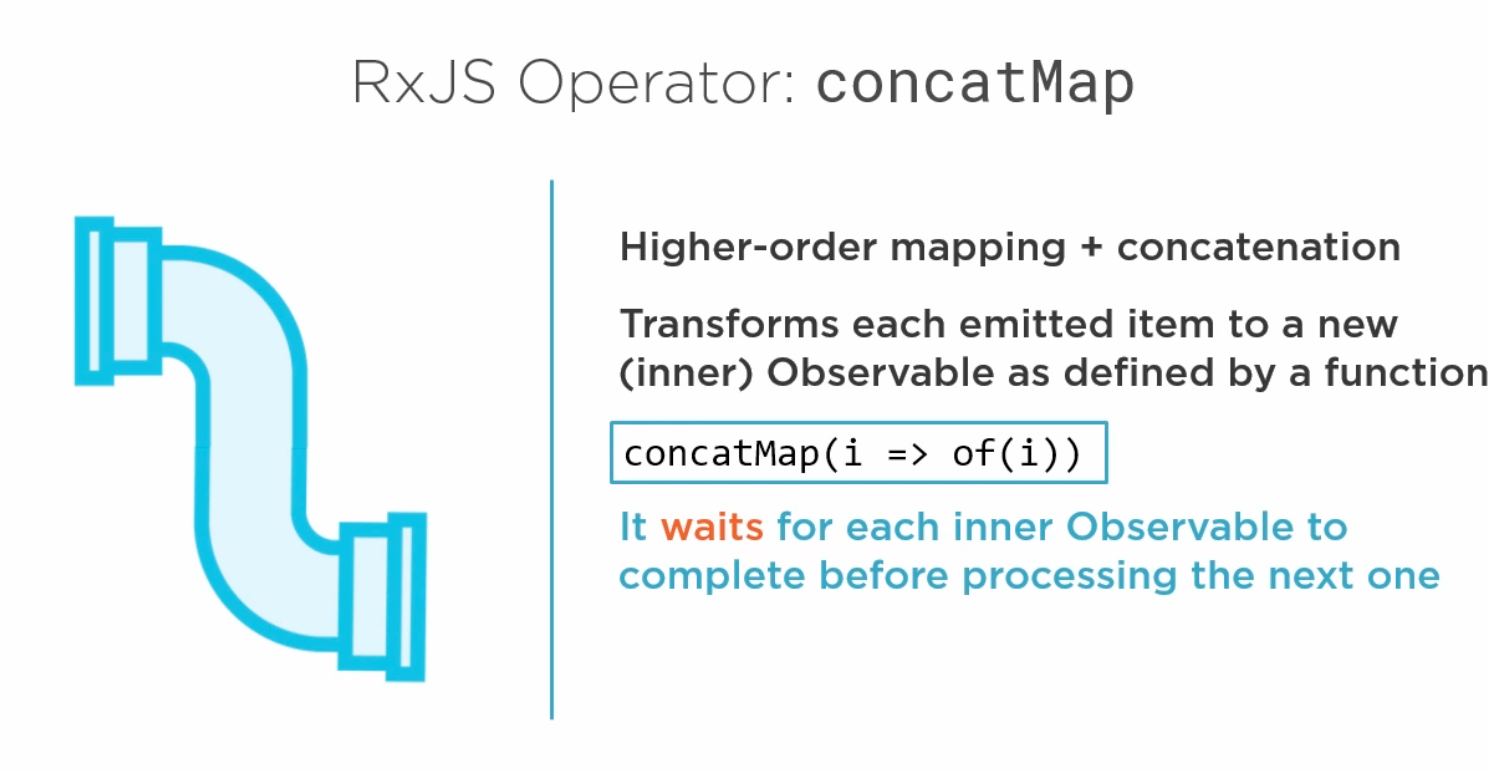 RxJS Operator: concatMap
Higher-order mapping + concatenation
Transforms each emitted item to a new
(inner) Observable as defined by a function
concatMap(i => of(i))
It waits for each inner Observable to
complete before processing the next one